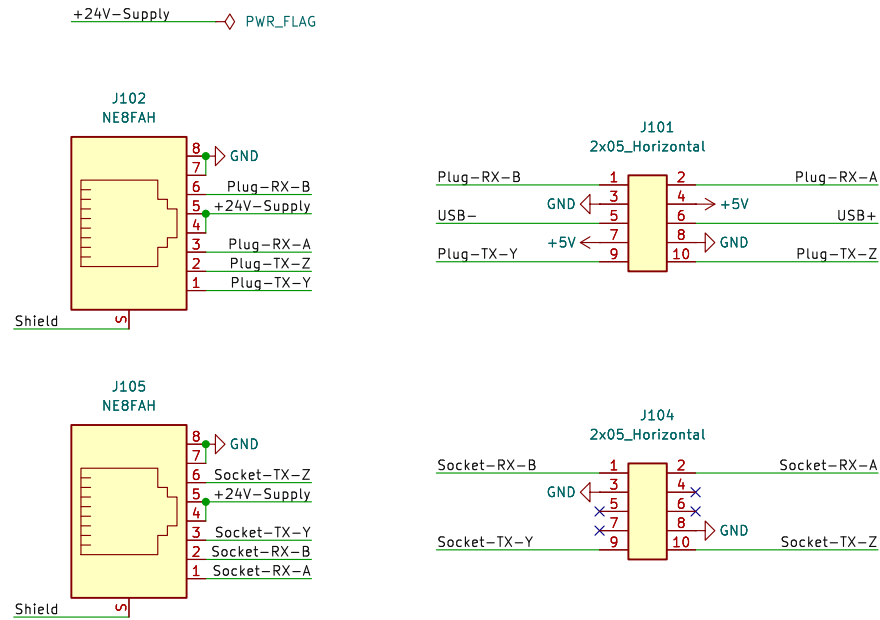 +24V-Supply
PWR_FLAG
J102
NE8FAH
8
GND
7
6
Plug-RX-B
5
+24V-Supply
4
3
Plug-RX-A
2
Plug-TX-Z
1
Plug-TX-Y
S
Shield
J101
2x05_Horizontal
Plug-RX-B 1 2 Plug-RX-A
GND 3 4 +5V
USB- 5 6 USB+
+5V 7 8 GND
Plug-TX-Y 9 10 Plug-TX-Z
J105
NE8FAH
8
GND
7
6
Socket-TX-Z
5
+24V-Supply
4
3
Socket-TX-Y
2
Socket-RX-B
1
Socket-RX-A
S
Shield
J104
2x05_Horizontal
Socket-RX-B 1 2 Socket-RX-A
GND 3 4
5 6
7 8 GND
Socket-TX-Y 9 10 Socket-TX-Z